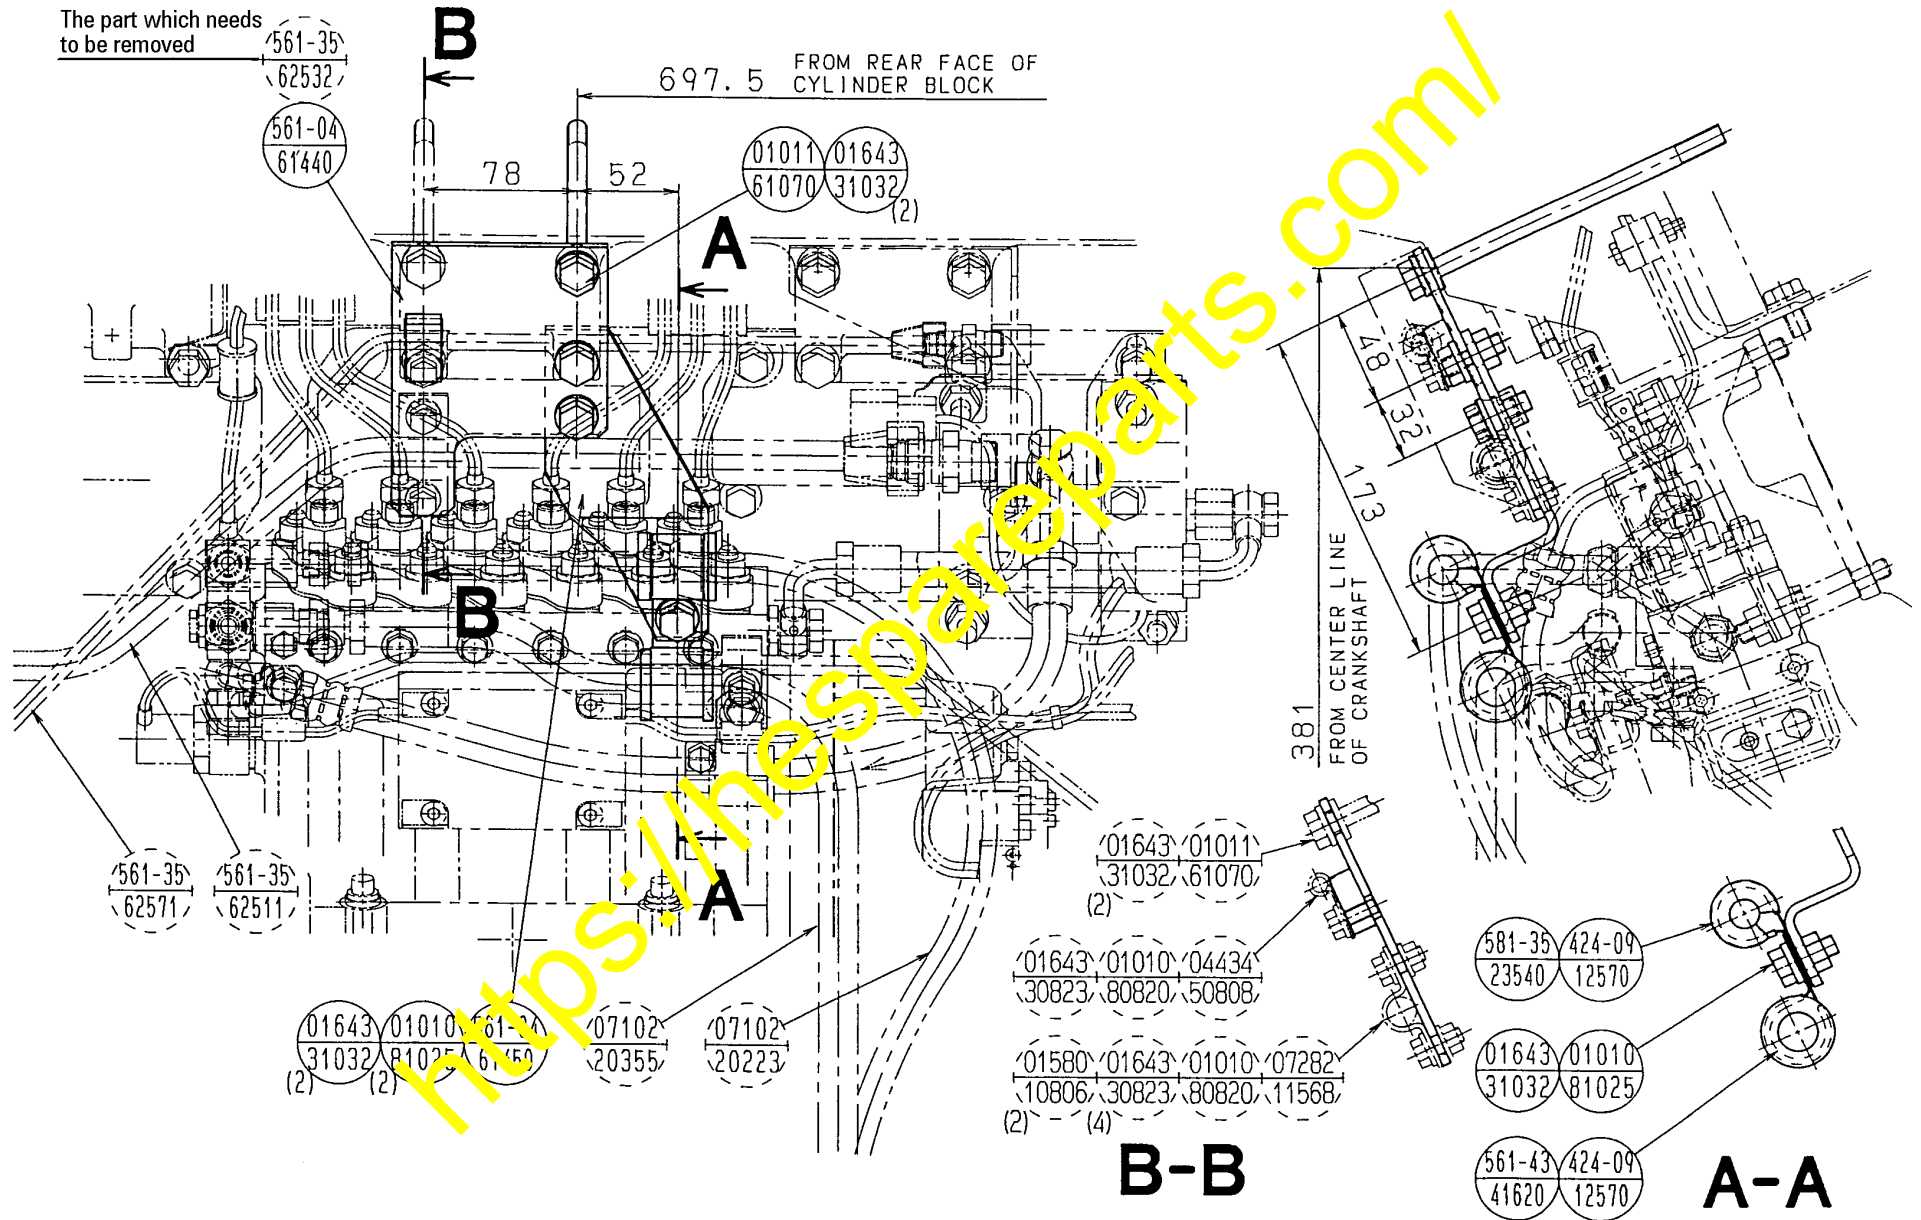 The part which needs
to be removed
561-35
62532
561-04
61440
B
697.5 FROM REAR FACE OF
CYLINDER BLOCK
78
52
01011 01643
61070 31032
(2)
A
B
48
32
173
381
FROM CENTER LINE
OF CRANKSHAFT
A
561-35 561-35
62571 62511
01643 01011
31032 61070
(2)
01643 01010 04434
30823 80820 50808
01580 01643 01010 07282
10806 30823 80820 11568
(2) (4)
B-B
01643 01010 561-04
31032 81025
(2) (2)
07102 07102
20355 20223
581-35 424-09
23540 12570
01643 01010
31032 81025
561-43 424-09
41620 12570
A-A
https://hespareparts.com/